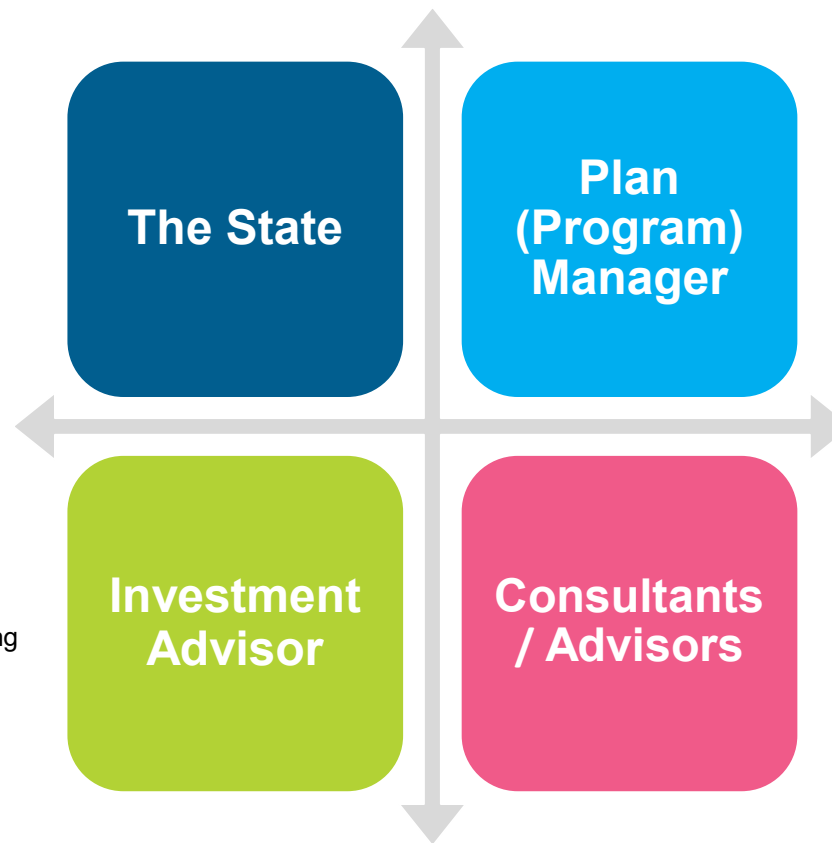 The State
Plan
(Program)
Manager
Investment
Advisor
Consultants
/ Advisors